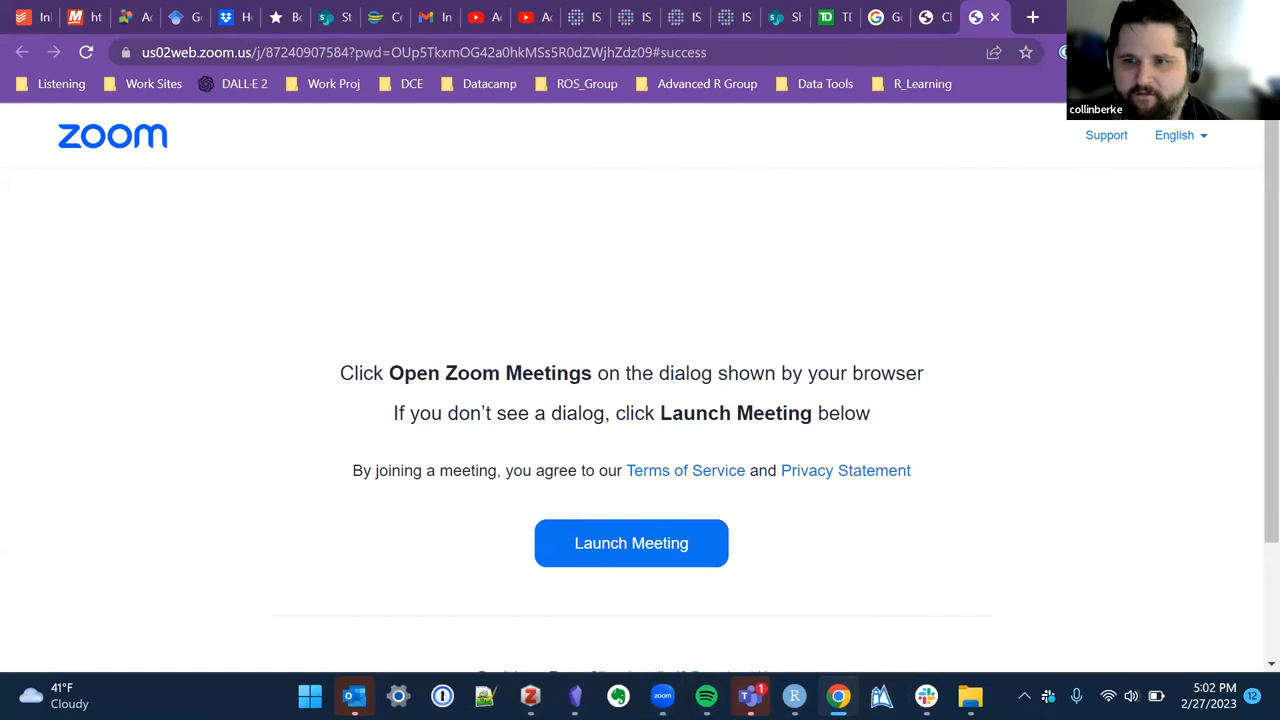 us02web.zoom.us/j/87240907584?pwd=OUp5TkxmOG42a0hkMSs5R0dZWjhZdz09#success
Listening Work Sites DALL·E 2 Work Proj DCE Datacamp ROS_Group Advanced R Group Data Tools R_Learning
collinberke
zoom
Support English
Click Open Zoom Meetings on the dialog shown by your browser
If you don't see a dialog, click Launch Meeting below
By joining a meeting, you agree to our Terms of Service and Privacy Statement
Launch Meeting
41°F
Cloudy
zoom
1
5:02 PM
2/27/2023
12